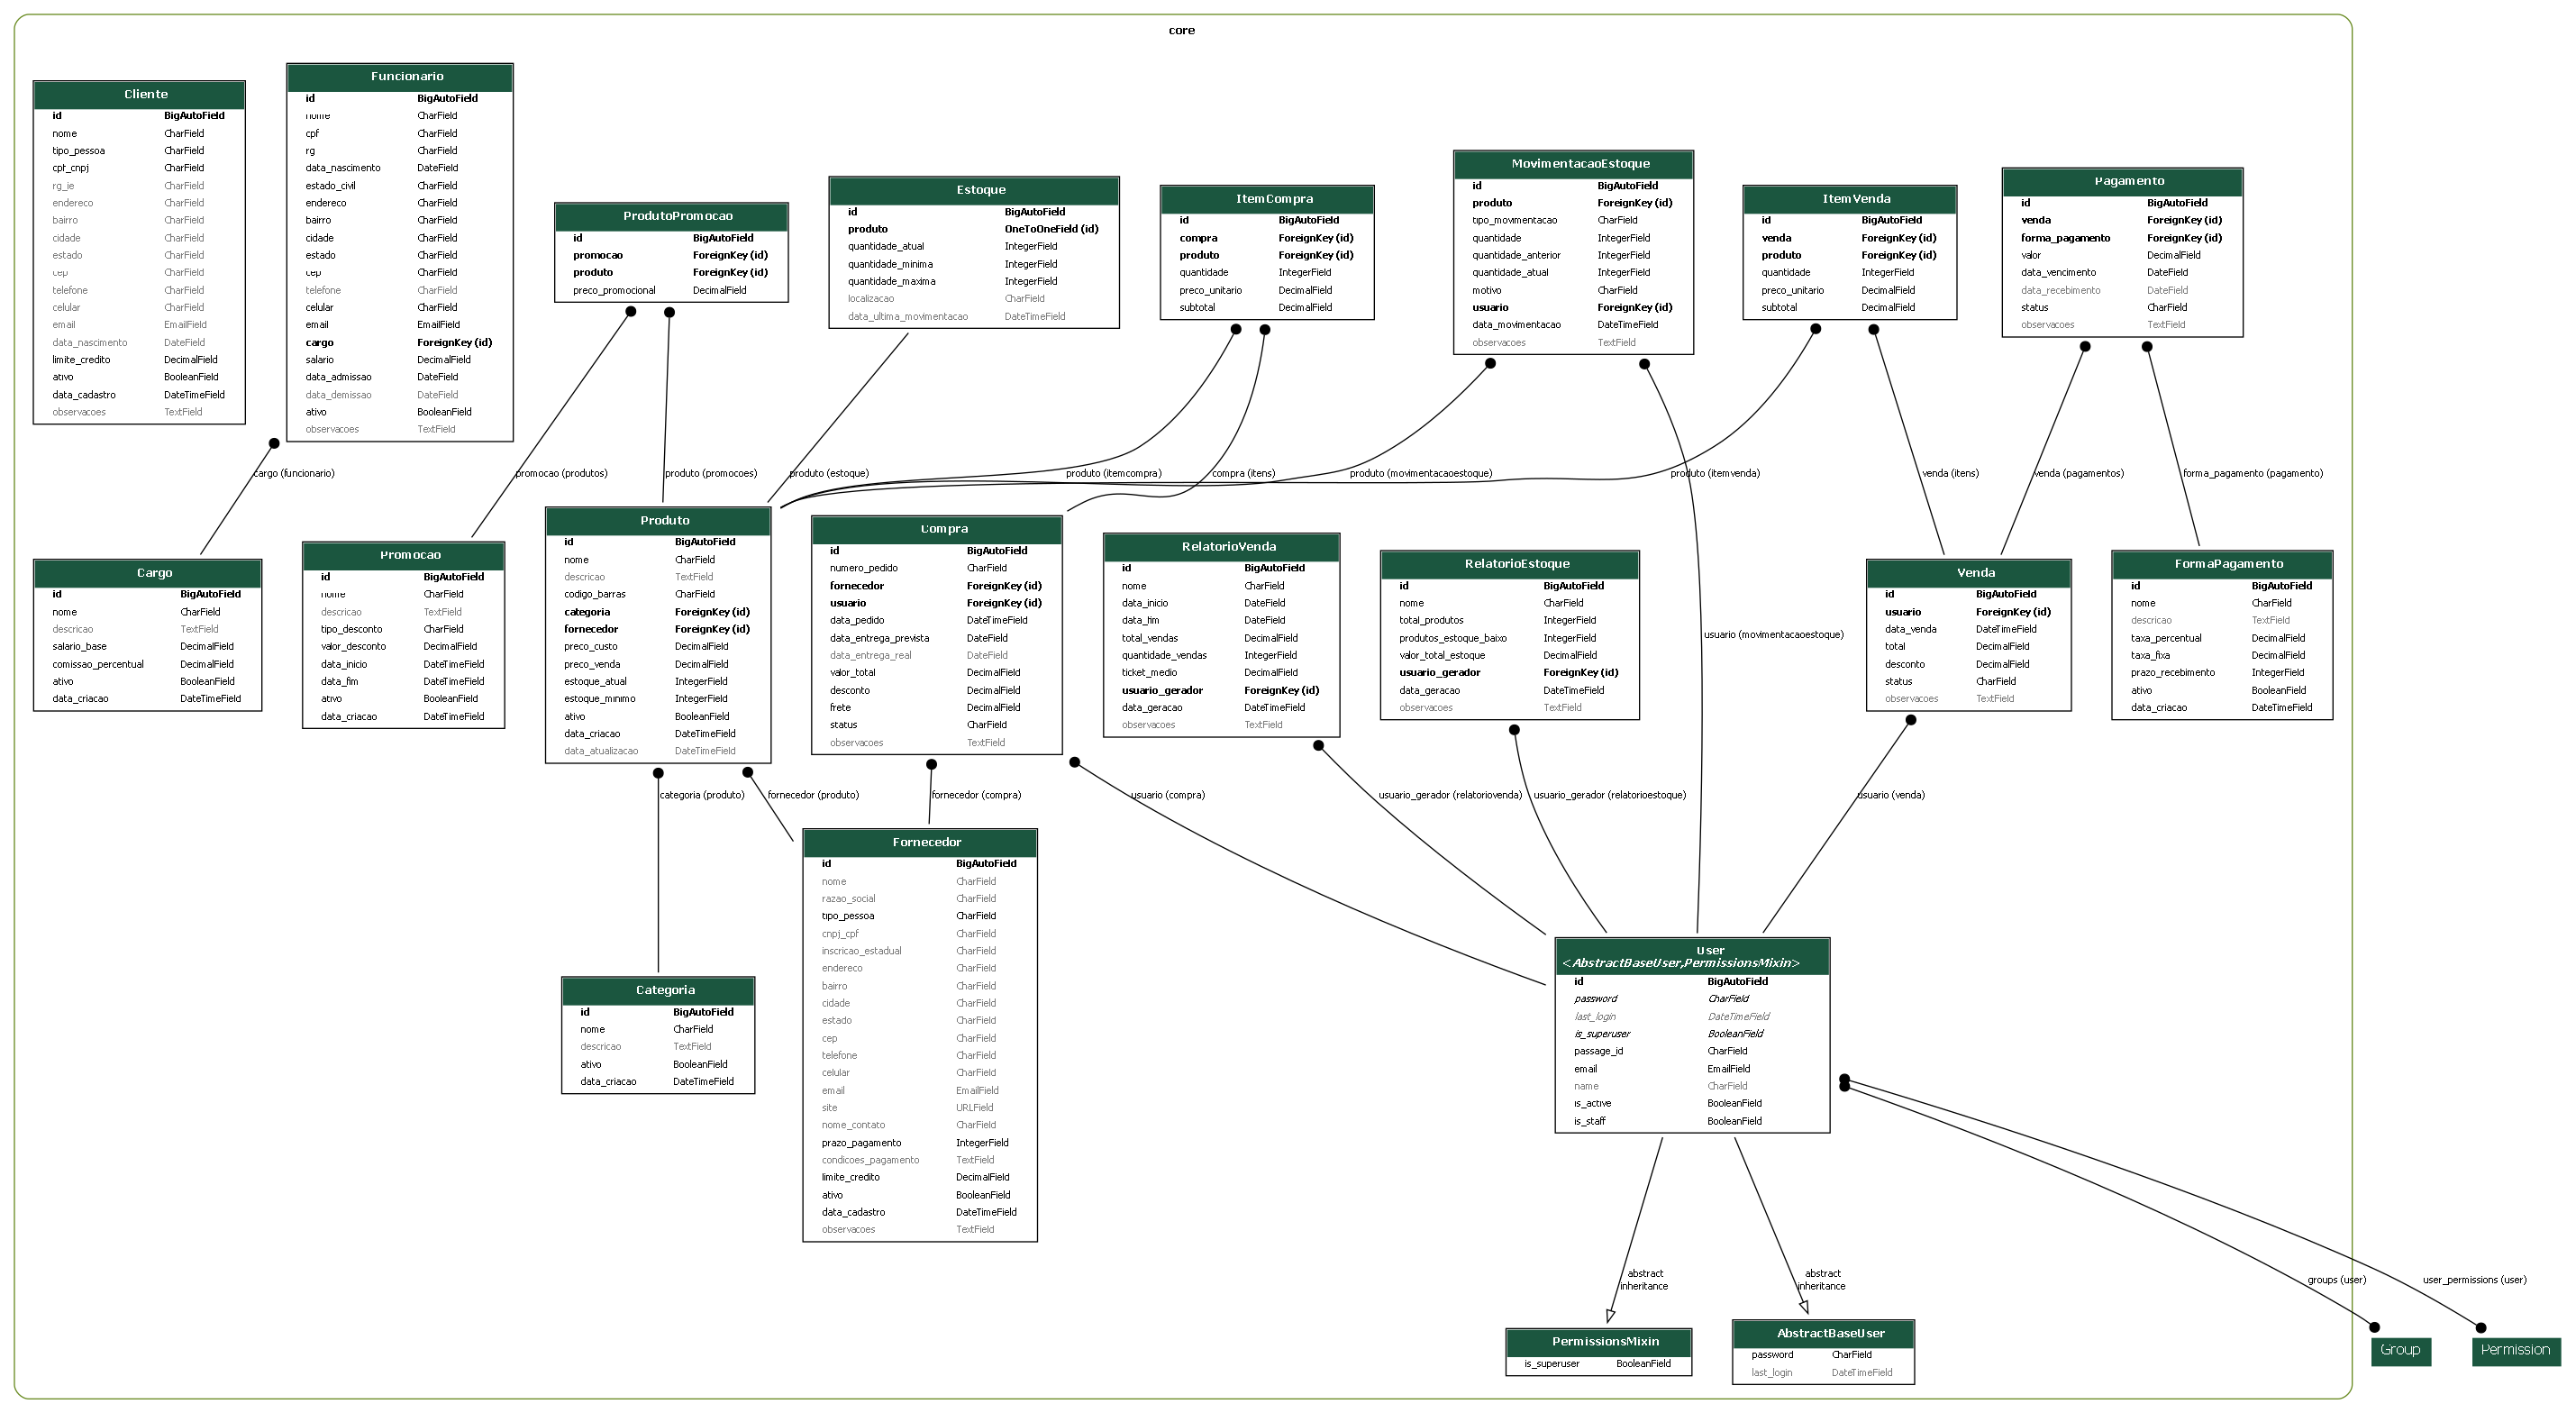 core
Cliente
id BigAutoField
nome CharField
tipo_pessoa CharField
cpf_cnpj CharField
rg_ie CharField
endereco CharField
bairro CharField
cidade CharField
estado CharField
cep CharField
telefone CharField
celular CharField
email EmailField
data_nascimento DateField
limite_credito DecimalField
ativo BooleanField
data_cadastro DateTimeField
observacoes TextField
Funcionario
id BigAutoField
nome CharField
cpf CharField
rg CharField
data_nascimento DateField
estado_civil CharField
endereco CharField
bairro CharField
cidade CharField
estado CharField
cep CharField
telefone CharField
celular CharField
email EmailField
cargo ForeignKey (id)
salario DecimalField
data_admissao DateField
data_demissao DateField
ativo BooleanField
observacoes TextField
ProdutoPromocao
id BigAutoField
promocao ForeignKey (id)
produto ForeignKey (id)
preco_promocional DecimalField
Estoque
id BigAutoField
produto OneToOneField (id)
quantidade_atual IntegerField
quantidade_minima IntegerField
quantidade_maxima IntegerField
localizacao CharField
data_ultima_movimentacao DateTimeField
ItemCompra
id BigAutoField
compra ForeignKey (id)
produto ForeignKey (id)
quantidade IntegerField
preco_unitario DecimalField
subtotal DecimalField
MovimentacaoEstoque
id BigAutoField
produto ForeignKey (id)
tipo_movimentacao CharField
quantidade IntegerField
quantidade_anterior IntegerField
quantidade_atual IntegerField
motivo CharField
usuario ForeignKey (id)
data_movimentacao DateTimeField
observacoes TextField
ItemVenda
id BigAutoField
venda ForeignKey (id)
produto ForeignKey (id)
quantidade IntegerField
preco_unitario DecimalField
subtotal DecimalField
Pagamento
id BigAutoField
venda ForeignKey (id)
forma_pagamento ForeignKey (id)
valor DecimalField
data_vencimento DateField
data_recebimento DateField
status CharField
observacoes TextField
cargo (funcionario)
promocao (produtos)
produto (promocoes)
produto (estoque)
produto (itemcompra)
compra (itens)
produto (movimentacaoestoque)
produto (itemvenda)
venda (itens)
venda (pagamentos)
forma_pagamento (pagamento)
Cargo
id BigAutoField
nome CharField
descricao TextField
salario_base DecimalField
comissao_percentual DecimalField
ativo BooleanField
data_criacao DateTimeField
Promocao
id BigAutoField
nome CharField
descricao TextField
tipo_desconto CharField
valor_desconto DecimalField
data_inicio DateTimeField
data_fim DateTimeField
ativo BooleanField
data_criacao DateTimeField
Produto
id BigAutoField
nome CharField
descricao TextField
codigo_barras CharField
categoria ForeignKey (id)
fornecedor ForeignKey (id)
preco_custo DecimalField
preco_venda DecimalField
estoque_atual IntegerField
estoque_minimo IntegerField
ativo BooleanField
data_criacao DateTimeField
data_atualizacao DateTimeField
Compra
id BigAutoField
numero_pedido CharField
fornecedor ForeignKey (id)
usuario ForeignKey (id)
data_pedido DateTimeField
data_entrega_prevista DateField
data_entrega_real DateField
valor_total DecimalField
desconto DecimalField
frete DecimalField
status CharField
observacoes TextField
RelatorioVenda
id BigAutoField
nome CharField
data_inicio DateField
data_fim DateField
total_vendas DecimalField
quantidade_vendas IntegerField
ticket_medio DecimalField
usuario_gerador ForeignKey (id)
data_geracao DateTimeField
observacoes TextField
RelatorioEstoque
id BigAutoField
nome CharField
total_produtos IntegerField
produtos_estoque_baixo IntegerField
valor_total_estoque DecimalField
usuario_gerador ForeignKey (id)
data_geracao DateTimeField
observacoes TextField
usuario (movimentacaoestoque)
Venda
id BigAutoField
usuario ForeignKey (id)
data_venda DateTimeField
total DecimalField
desconto DecimalField
status CharField
observacoes TextField
FormaPagamento
id BigAutoField
nome CharField
descricao TextField
taxa_percentual DecimalField
taxa_fixa DecimalField
prazo_recebimento IntegerField
ativo BooleanField
data_criacao DateTimeField
categoria (produto)
fornecedor (produto)
fornecedor (compra)
usuario (compra)
usuario_gerador (relatoriovenda)
usuario_gerador (relatorioestoque)
usuario (venda)
Fornecedor
id BigAutoField
nome CharField
razao_social CharField
tipo_pessoa CharField
cnpj_cpf CharField
inscricao_estadual CharField
endereco CharField
bairro CharField
cidade CharField
estado CharField
cep CharField
telefone CharField
celular CharField
email EmailField
site URLField
nome_contato CharField
prazo_pagamento IntegerField
condicoes_pagamento TextField
limite_credito DecimalField
ativo BooleanField
data_cadastro DateTimeField
observacoes TextField
Categoria
id BigAutoField
nome CharField
descricao TextField
ativo BooleanField
data_criacao DateTimeField
User
<AbstractBaseUser,PermissionsMixin>
id BigAutoField
password CharField
last_login DateTimeField
is_superuser BooleanField
passage_id CharField
email EmailField
name CharField
is_active BooleanField
is_staff BooleanField
abstract
inheritance
abstract
inheritance
groups (user)
user_permissions (user)
PermissionsMixin
is_superuser BooleanField
AbstractBaseUser
password CharField
last_login DateTimeField
Group
Permission